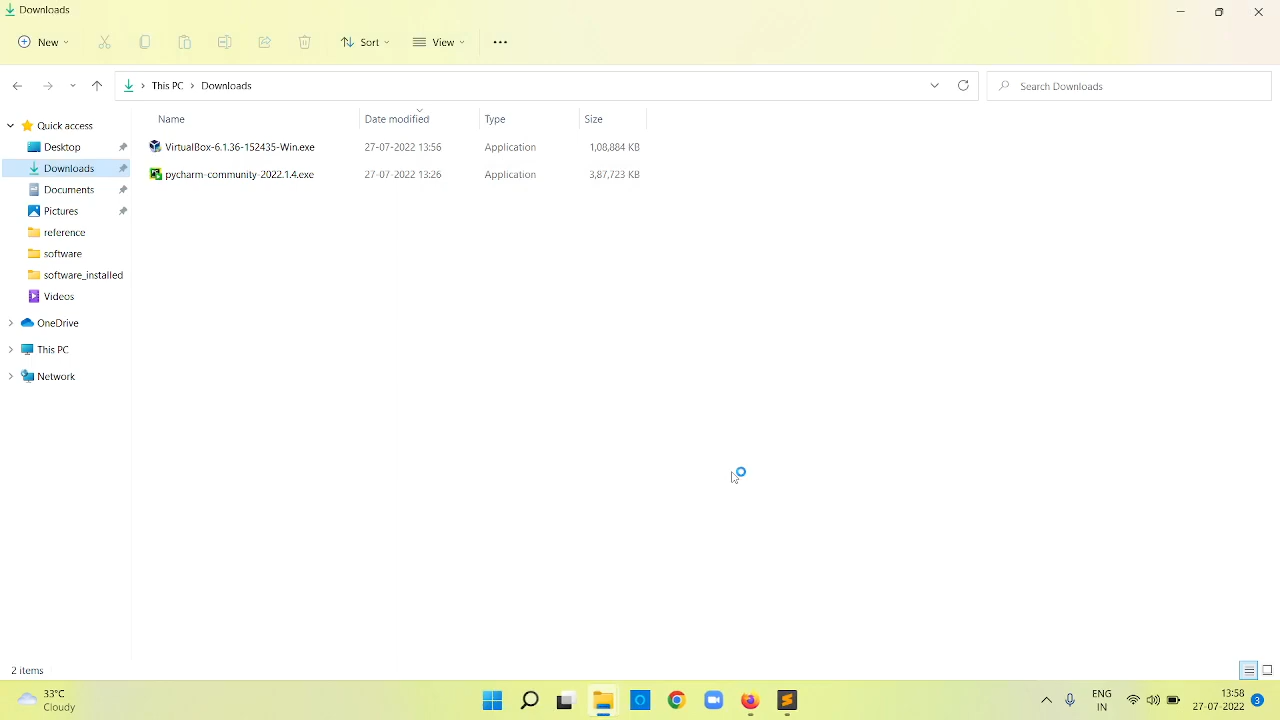 Downloads
New
Sort
View
This PC
Downloads
Search Downloads
Name
Date modified
Type
Size
Quick access
Desktop
Downloads
Documents
Pictures
reference
software
software_installed
Videos
OneDrive
This PC
Network
VirtualBox-6.1.36-152435-Win.exe
27-07-2022 13:56
Application
1,08,884 KB
pycharm-community-2022.1.4.exe
27-07-2022 13:26
Application
3,87,723 KB
2 items
33°C
Cloudy
ENG
IN
13:58
27-07-2022
3